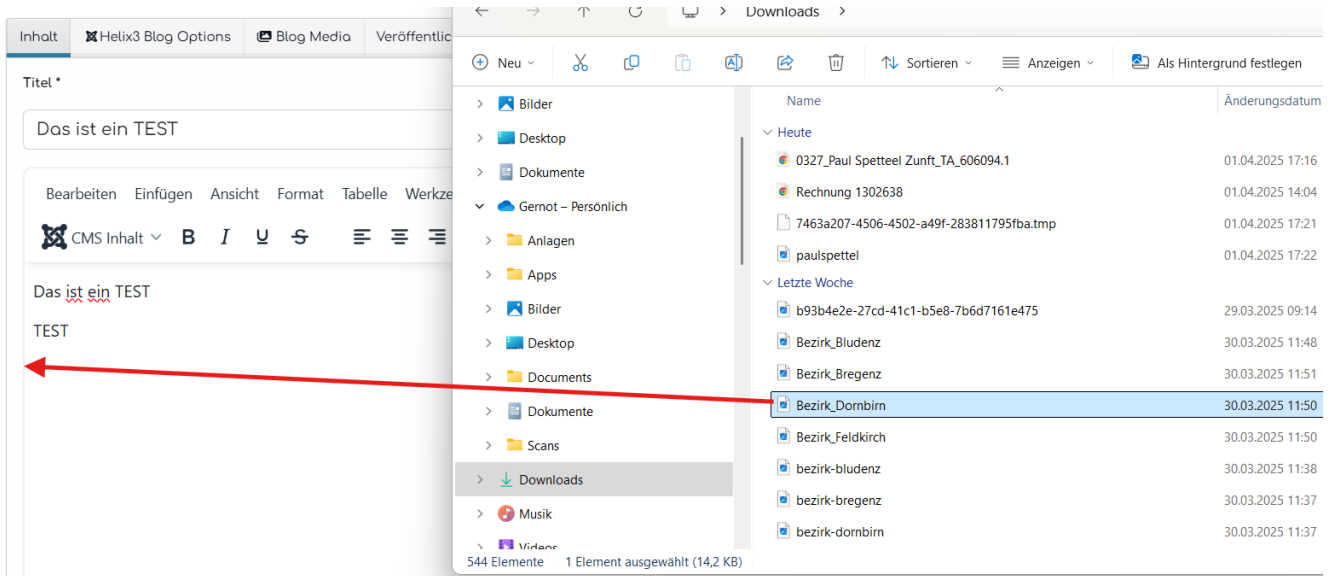 Downloads
Inhalt Helix3 Blog Options Blog Media Veröffentlic
Titel *
Das ist ein TEST
Bearbeiten Einfügen Ansicht Format Tabelle Werkze
CMS Inhalt B I U S
Das ist ein TEST
TEST
Neu Sortieren Anzeigen Als Hintergrund festlegen
Bilder
Desktop
Dokumente
Gernot – Persönlich
Anlagen
Apps
Bilder
Desktop
Documents
Dokumente
Scans
Downloads
Musik
Videos
Name Änderungsdatum
Heute
0327_Paul Spetteel Zunft_TA_606094.1 01.04.2025 17:16
Rechnung 1302638 01.04.2025 14:04
7463a207-4506-4502-a49f-283811795fba.tmp 01.04.2025 17:21
paulspettel 01.04.2025 17:22
Letzte Woche
b93b4e2e-27cd-41c1-b5e8-7b6d7161e475 29.03.2025 09:14
Bezirk_Bludenz 30.03.2025 11:48
Bezirk_Bregenz 30.03.2025 11:51
Bezirk_Dornbirn 30.03.2025 11:50
Bezirk_Feldkirch 30.03.2025 11:50
bezirk-bludenz 30.03.2025 11:38
bezirk-bregenz 30.03.2025 11:37
bezirk-dornbirn 30.03.2025 11:37
544 Elemente 1 Element ausgewählt (14,2 KB)